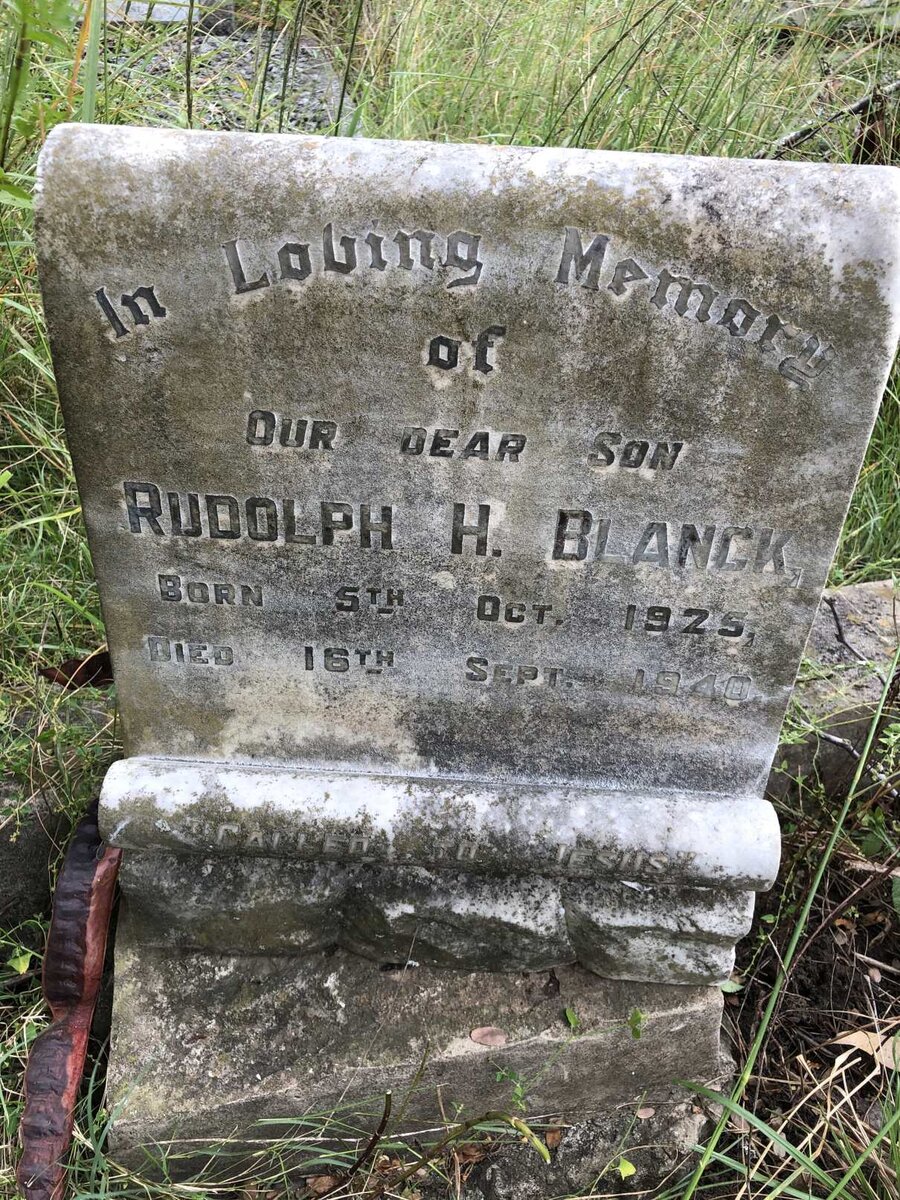 In Loving Memory
of
OUR DEAR SON
RUDOLPH H. BLANCK,
BORN 5TH OCT. 1925,
DIED 16TH SEPT. 1940
"CALLED TO JESUS"